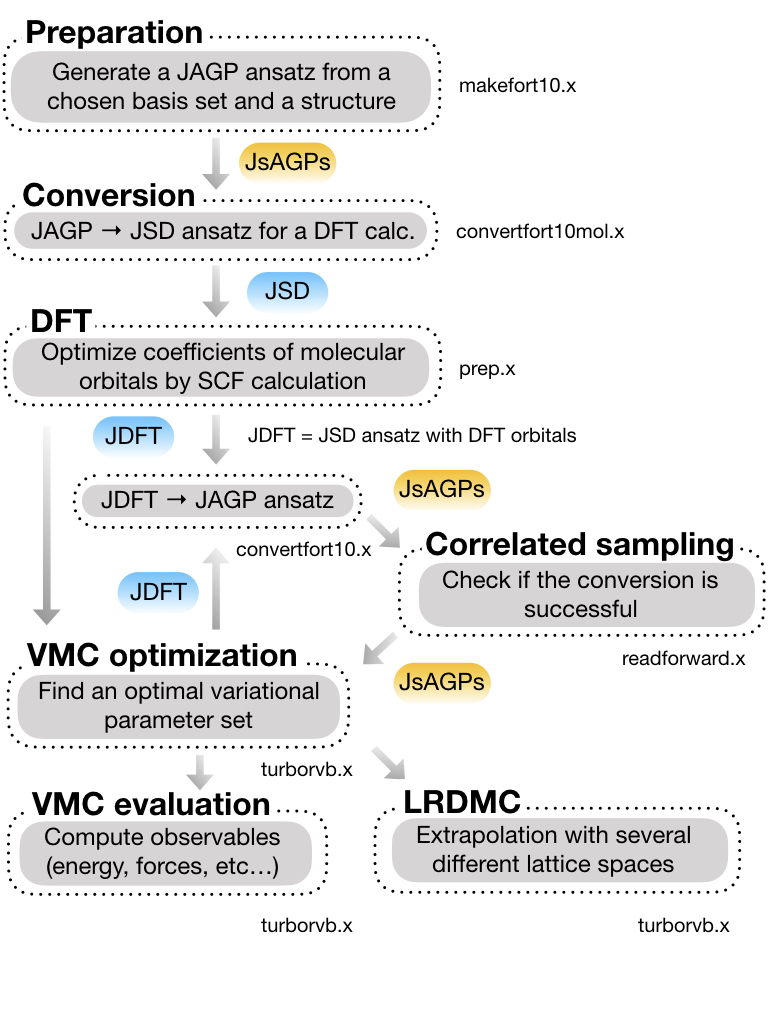 Preparation
Generate a JAGP ansatz from a
chosen basis set and a structure
makefort10.x
JsAGPs
Conversion
JAGP → JSD ansatz for a DFT calc.
convertfort10mol.x
JSD
DFT
Optimize coefficients of molecular
orbitals by SCF calculation
prep.x
JDFT
JDFT = JSD ansatz with DFT orbitals
JDFT → JAGP ansatz
JsAGPs
convertfort10.x
Correlated sampling
Check if the conversion is
successful
JDFT
readforward.x
VMC optimization
Find an optimal variational
parameter set
JsAGPs
turborvb.x
VMC evaluation
Compute observables
(energy, forces, etc…)
turborvb.x
LRDMC
Extrapolation with several
different lattice spaces
turborvb.x